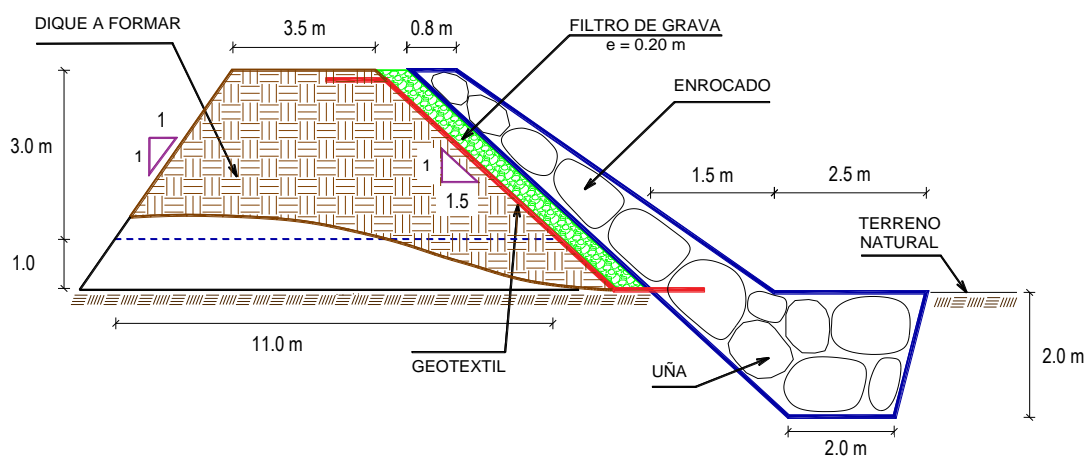 DIQUE A FORMAR
3.5 m
0.8 m
FILTRO DE GRAVA
e = 0.20 m
ENROCADO
3.0 m
1
1
1
1.5
1.5 m
2.5 m
TERRENO
NATURAL
1.0
11.0 m
GEOTEXTIL
UÑA
2.0 m
2.0 m